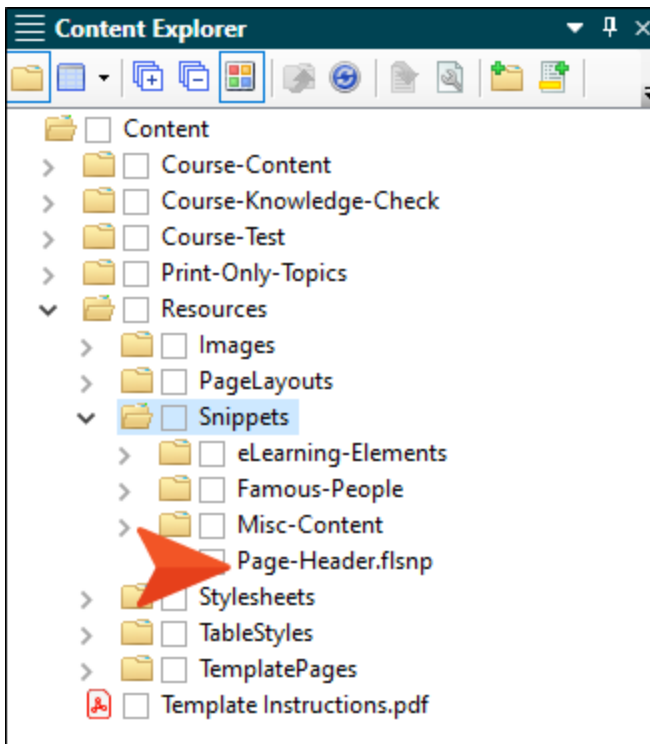 Content Explorer
Content
Course-Content
Course-Knowledge-Check
Course-Test
Print-Only-Topics
Resources
Images
PageLayouts
Snippets
eLearning-Elements
Famous-People
Misc-Content
Page-Header.flsnp
Stylesheets
TableStyles
TemplatePages
Template Instructions.pdf